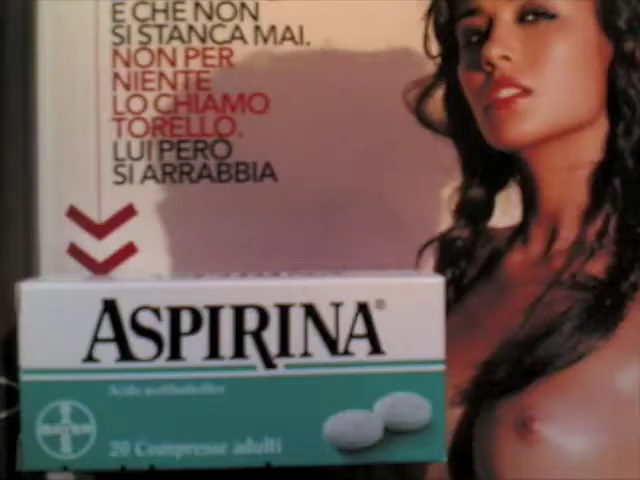 E CHE NON
SI STANCA MAI.
NON PER
NIENTE
LO CHIAMO
TORELLO.
LUI PERÒ
SI ARRABBIA
ASPIRINA®
Acido acetilsalicilico
BAYER
20 Compresse adulti